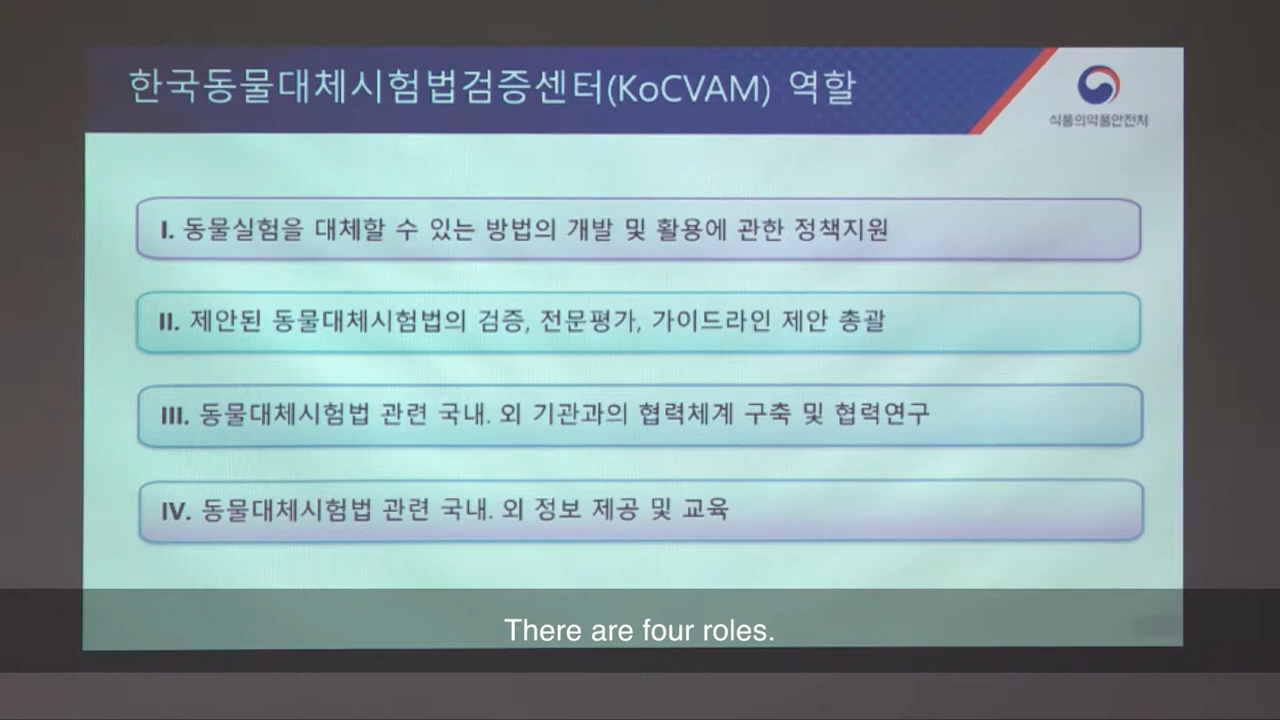 한국동물대체시험법검증센터(KoCVAM) 역할
식품의약품안전처
I. 동물실험을 대체할 수 있는 방법의 개발 및 활용에 관한 정책지원
II. 제안된 동물대체시험법의 검증, 전문평가, 가이드라인 제안 총괄
III. 동물대체시험법 관련 국내. 외 기관과의 협력체계 구축 및 협력연구
IV. 동물대체시험법 관련 국내. 외 정보 제공 및 교육
There are four roles.